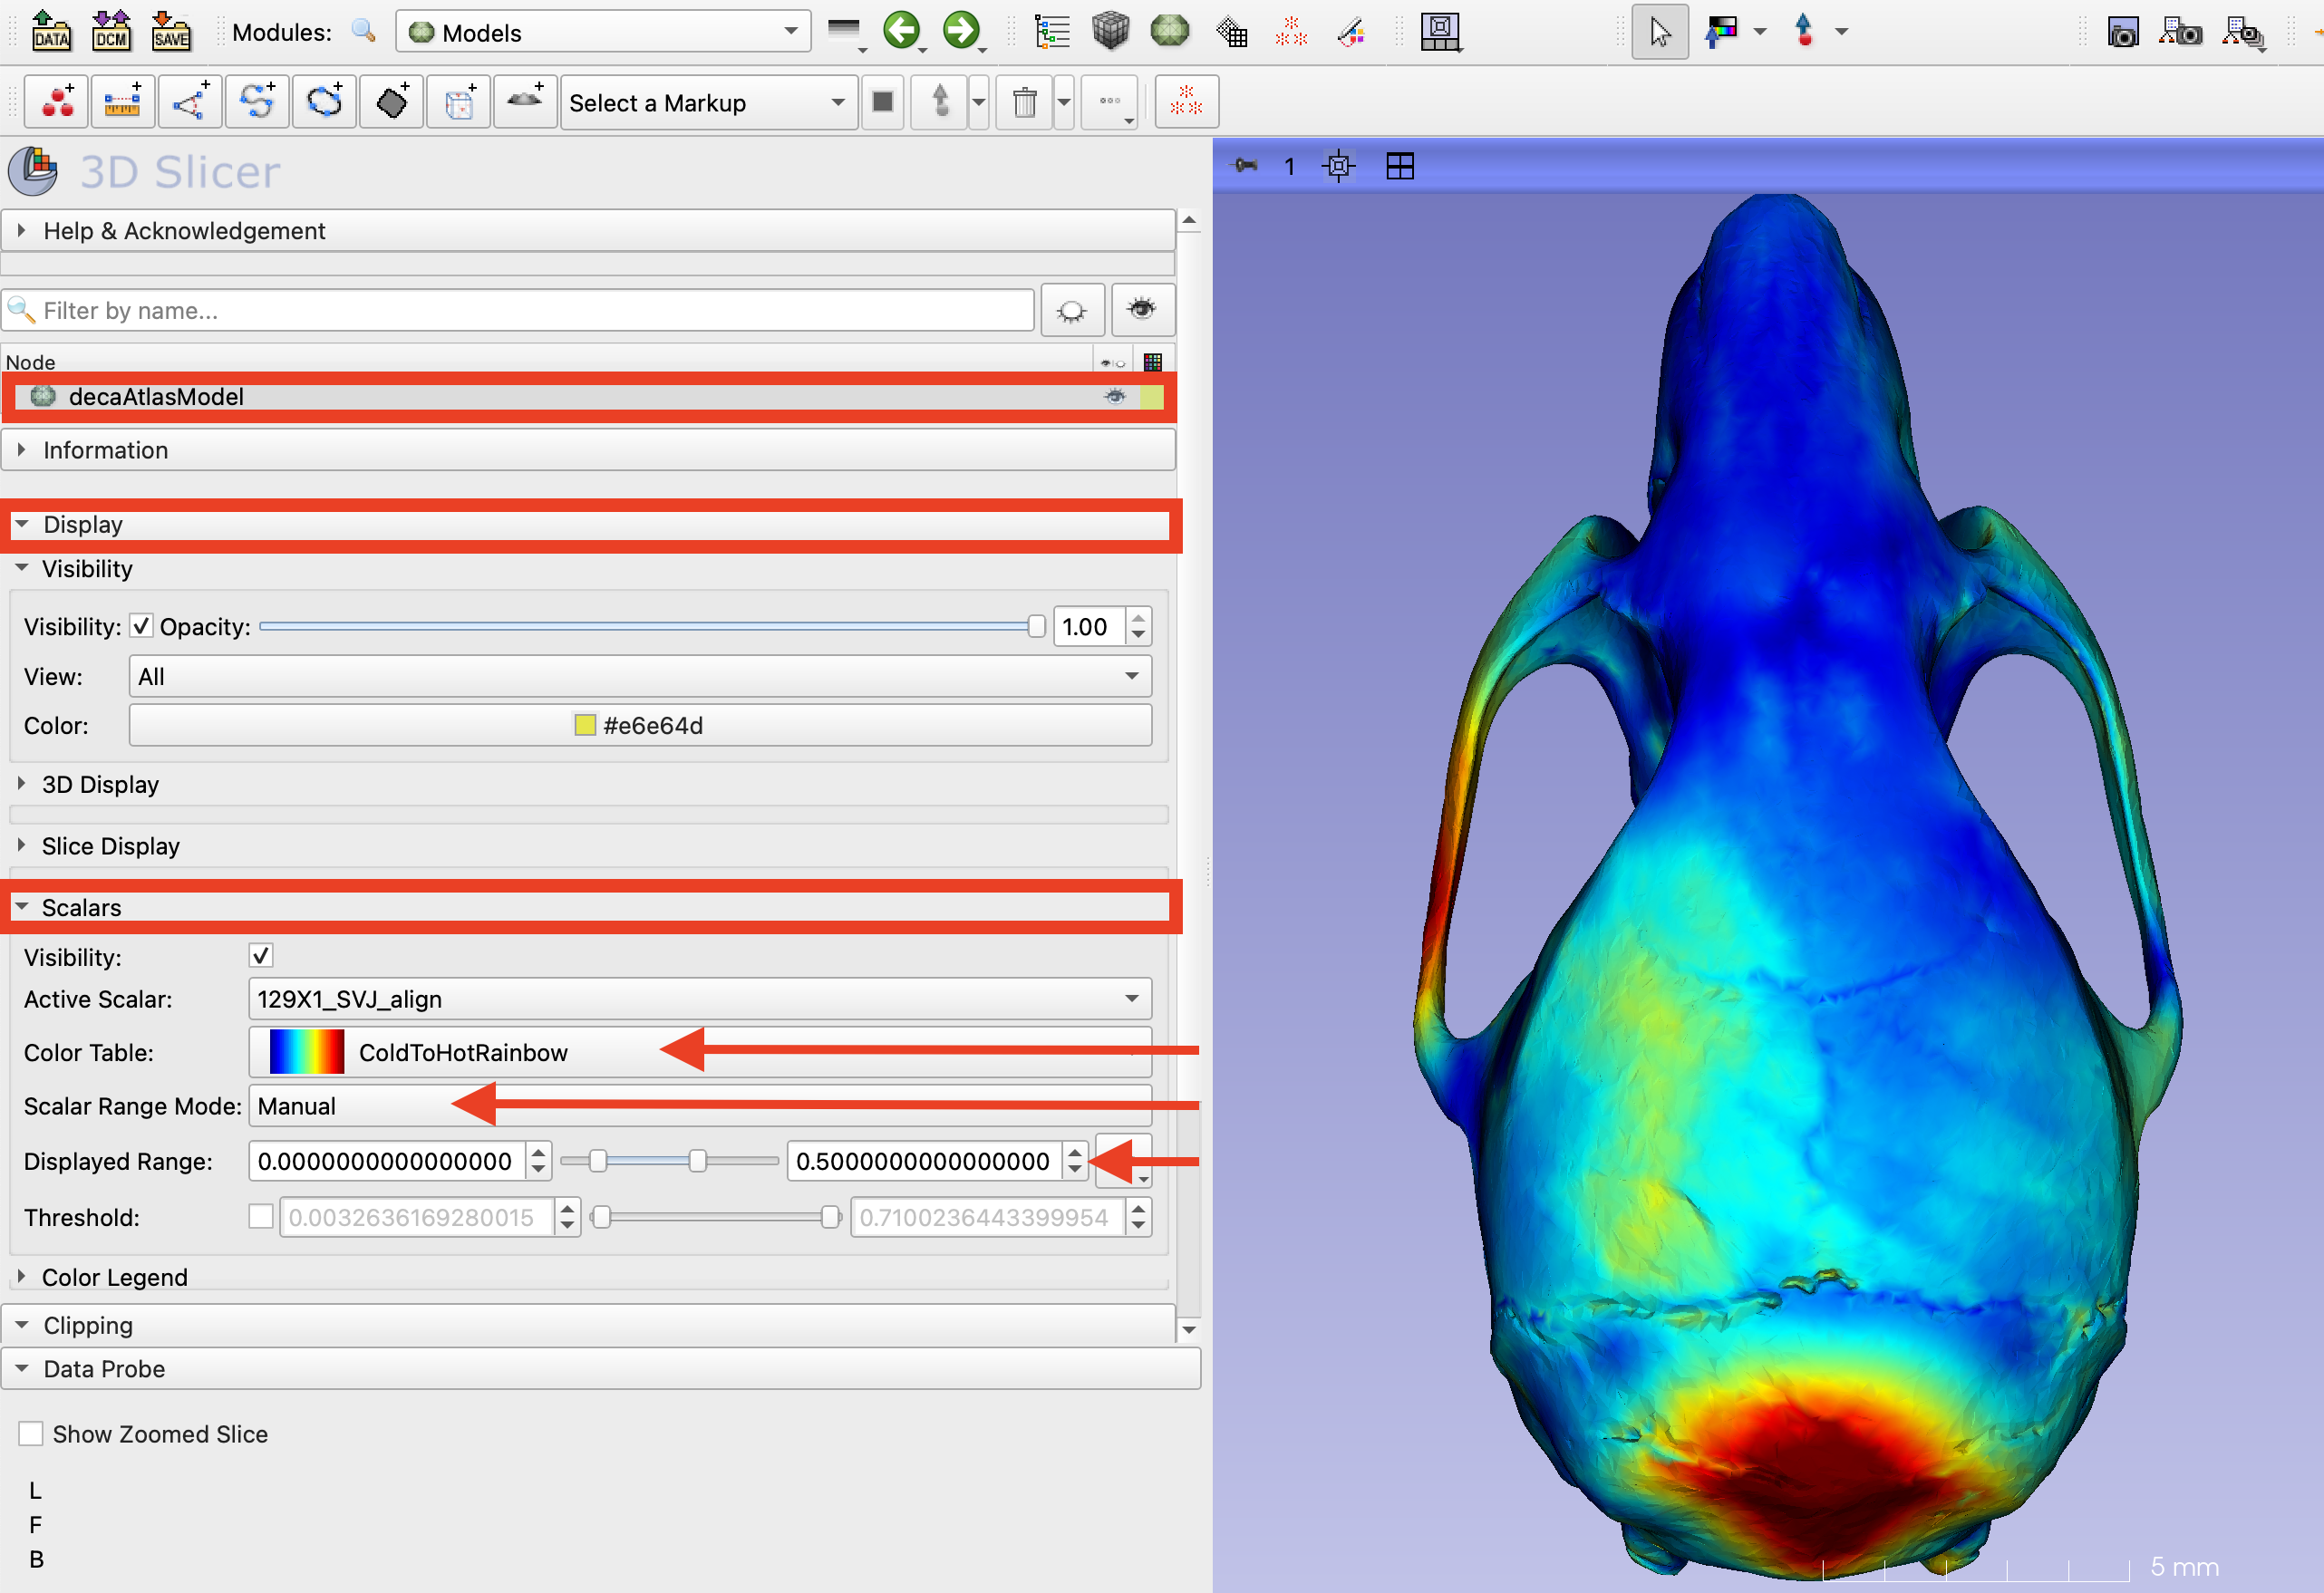 DATA DCM SAVE Modules: Models
Select a Markup
3D Slicer
1
Help & Acknowledgement
Filter by name...
Node
decaAtlasModel
Information
Display
Visibility
Visibility: Opacity: 1.00
View: All
Color: #e6e64d
3D Display
Slice Display
Scalars
Visibility:
Active Scalar: 129X1_SVJ_align
Color Table: ColdToHotRainbow
Scalar Range Mode: Manual
Displayed Range: 0.0000000000000000 0.5000000000000000
Threshold: 0.0032636169280015 0.7100236443399954
Color Legend
Clipping
Data Probe
Show Zoomed Slice
L
F
B
5 mm